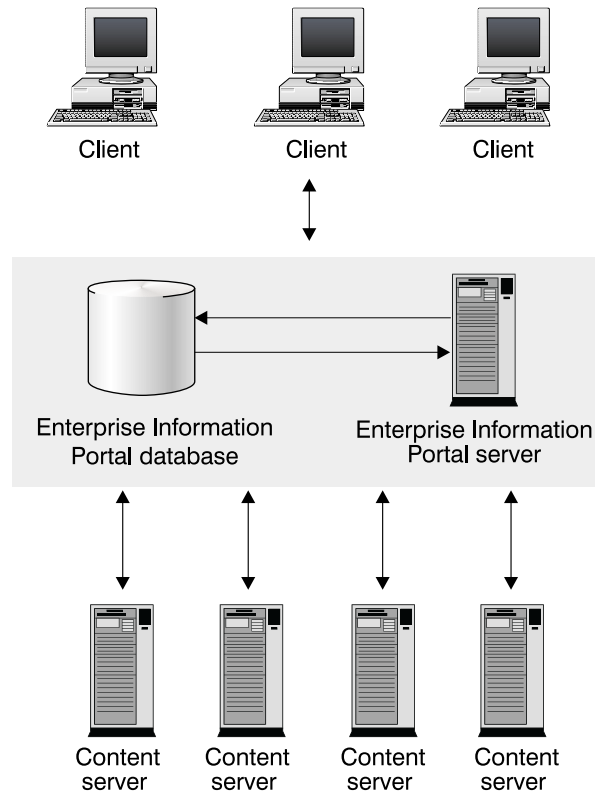 Client
Client
Client
Enterprise Information
Portal database
Enterprise Information
Portal server
Content
server
Content
server
Content
server
Content
server